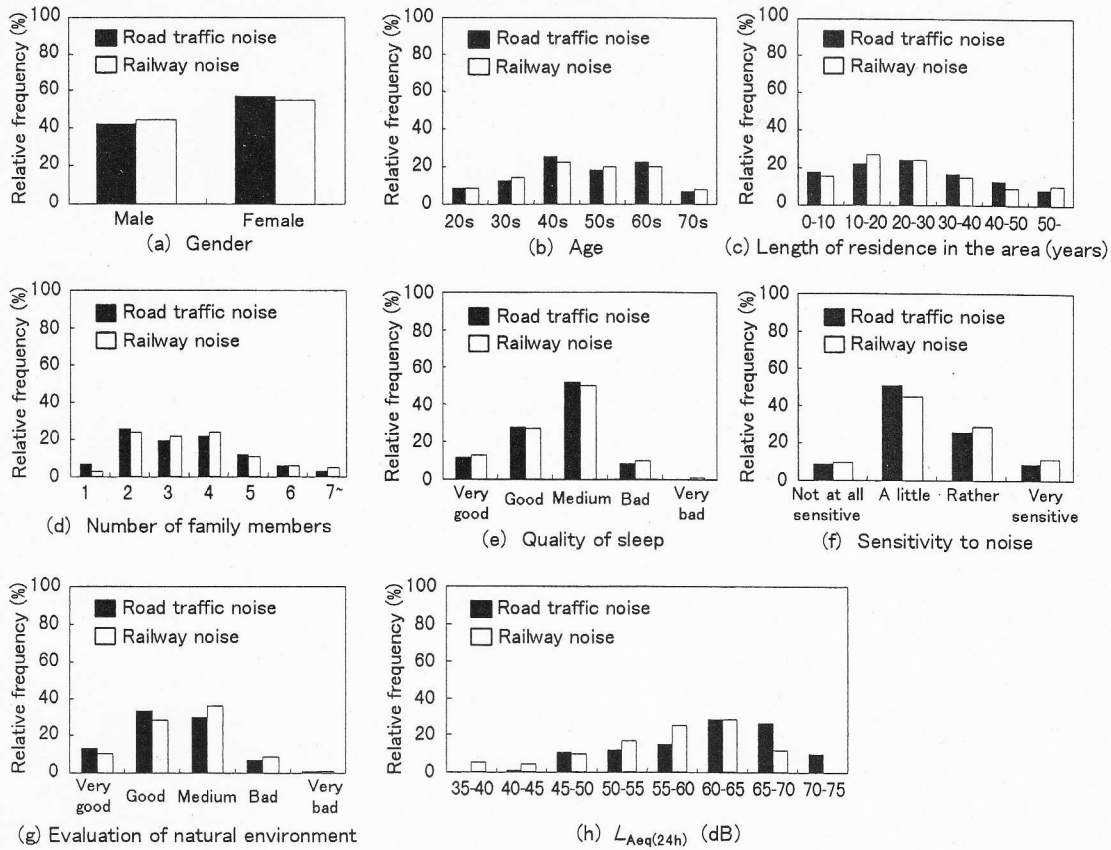 Relative frequency (%)
100
80
60
40
20
0
Road traffic noise
Railway noise
Male Female
(a) Gender
Relative frequency (%)
100
80
60
40
20
0
Road traffic noise
Railway noise
20s 30s 40s 50s 60s 70s
(b) Age
Relative frequency (%)
100
80
60
40
20
0
Road traffic noise
Railway noise
0-10 10-20 20-30 30-40 40-50 50-
(c) Length of residence in the area (years)
Relative frequency (%)
100
80
60
40
20
0
Road traffic noise
Railway noise
1 2 3 4 5 6 7~
(d) Number of family members
Relative frequency (%)
100
80
60
40
20
0
Road traffic noise
Railway noise
Very good Good Medium Bad Very bad
(e) Quality of sleep
Relative frequency (%)
100
80
60
40
20
0
Road traffic noise
Railway noise
Not at all sensitive A little Rather Very sensitive
(f) Sensitivity to noise
Relative frequency (%)
100
80
60
40
20
0
Road traffic noise
Railway noise
Very good Good Medium Bad Very bad
(g) Evaluation of natural environment
Relative frequency (%)
100
80
60
40
20
0
Road traffic noise
Railway noise
35-40 40-45 45-50 50-55 55-60 60-65 65-70 70-75
(h) LAeq(24h) (dB)